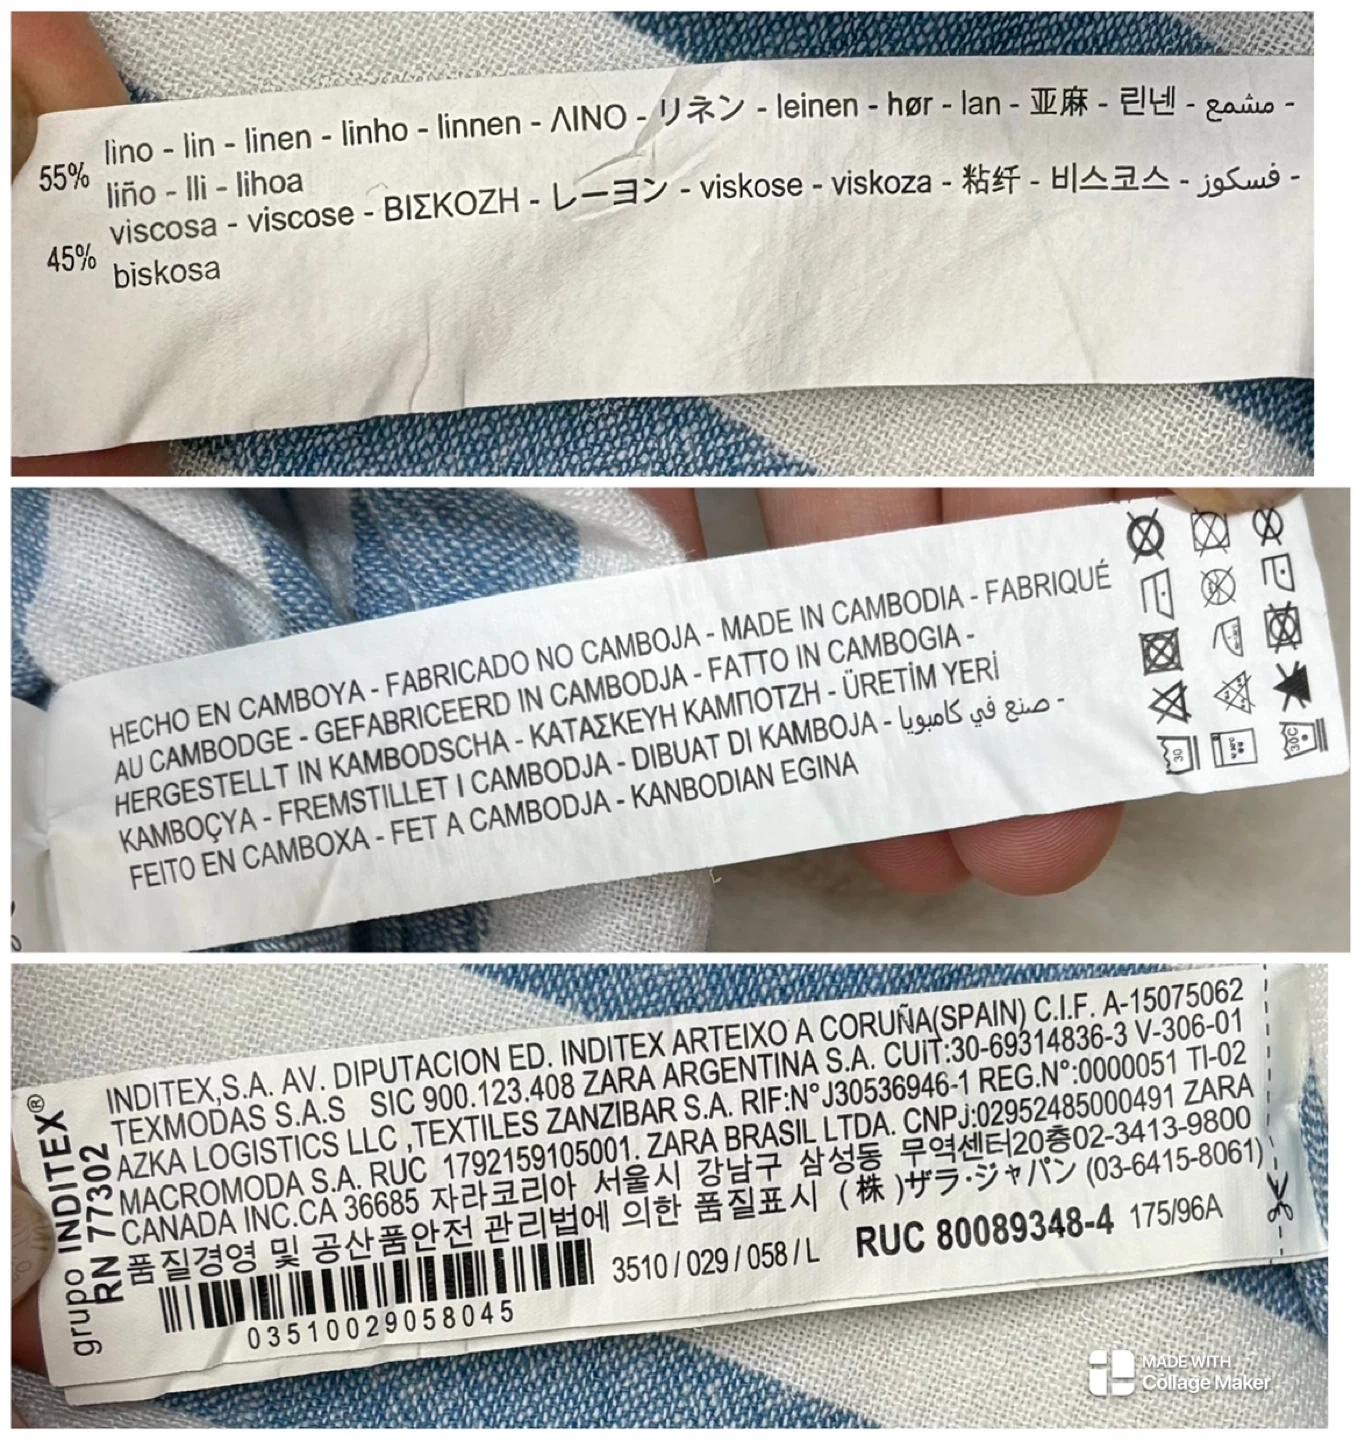 55%
lino - lin - linen - linho - linnen - ΛΙΝΟ - リネン - leinen - hør - lan - 亚麻 - 린넨 - مشمع -
liño - lli - lihoa
45%
viscosa - viscose - ΒΙΣΚΟΖΗ - レーヨン - viskose - viskoza - 粘纤 - 비스코스 - فسكوز -
biskosa
HECHO EN CAMBOYA - FABRICADO NO CAMBOJA - MADE IN CAMBODIA - FABRIQUÉ
AU CAMBODGE - GEFABRICEERD IN CAMBODJA - FATTO IN CAMBOGIA -
HERGESTELLT IN KAMBODSCHA - ΚΑΤΑΣΚΕΥΗ ΚΑΜΠΟΤΖΗ - ÜRETİM YERİ
KAMBOÇYA - FREMSTILLET I CAMBODJA - DIBUAT DI KAMBOJA - صنع في كامبويا -
FEITO EN CAMBOXA - FET A CAMBODJA - KANBODIAN EGINA
30
30C
grupo INDITEX®
RN 77302
INDITEX,S.A. AV. DIPUTACION ED. INDITEX ARTEIXO A CORUÑA(SPAIN) C.I.F. A-15075062
TEXMODAS S.A.S SIC 900.123.408 ZARA ARGENTINA S.A. CUIT:30-69314836-3 V-306-01
AZKA LOGISTICS LLC ,TEXTILES ZANZIBAR S.A. RIF:N°J30536946-1 REG.N°:0000051 TI-02
MACROMODA S.A. RUC 1792159105001. ZARA BRASIL LTDA. CNPJ:02952485000491 ZARA
CANADA INC.CA 36685 자라코리아 서울시 강남구 삼성동 무역센터20층02-3413-9800
품질경영 및 공산품안전 관리법에 의한 품질표시 (株)ザラ·ジャパン (03-6415-8061)
03510029058045
3510 / 029 / 058 / L
RUC 80089348-4
175/96A
MADE WITH
Collage Maker